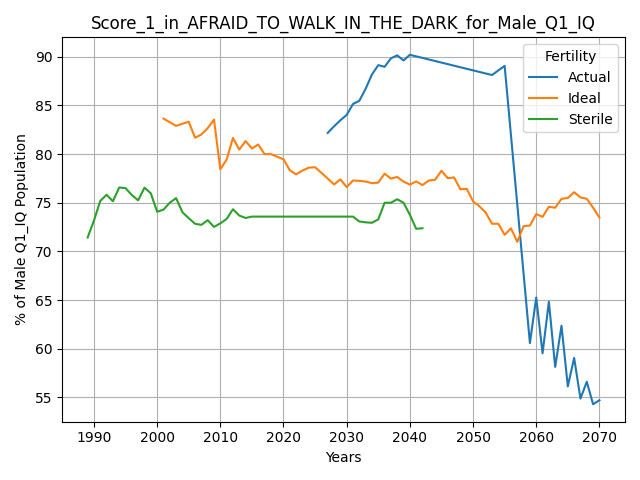 Score_1_in_AFRAID_TO_WALK_IN_THE_DARK_for_Male_Q1_IQ
Fertility
Actual
Ideal
Sterile
% of Male Q1_IQ Population
90
85
80
75
70
65
60
55
1990 2000 2010 2020 2030 2040 2050 2060 2070
Years